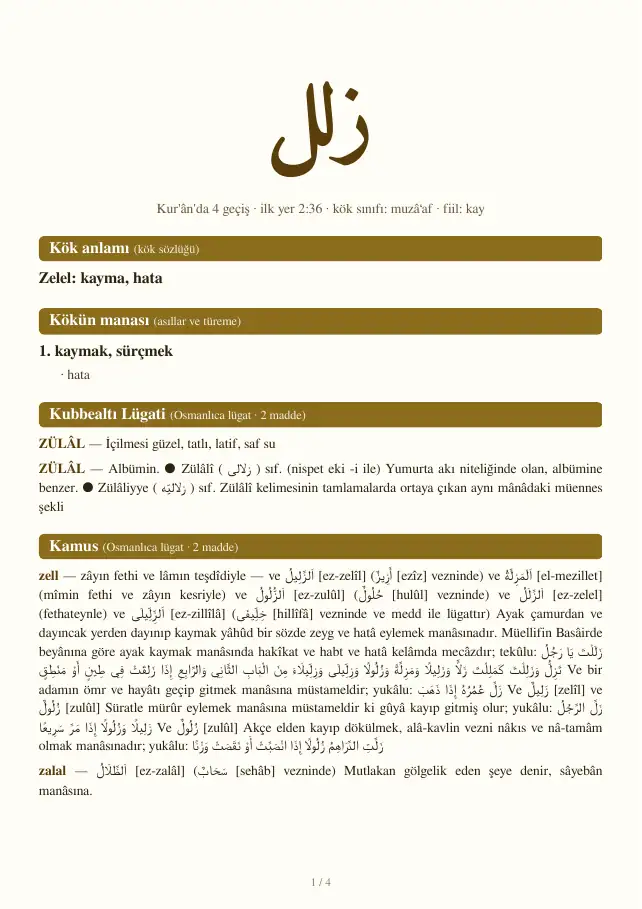 زلل
Kur'ân'da 4 geçiş · ilk yer 2:36 · kök sınıfı: muzâ'af · fiil: kay
Kök anlamı (kök sözlüğü)
Zelel: kayma, hata
Kökün manası (asıllar ve türeme)
1. kaymak, sürçmek
· hata
Kubbealtı Lügati (Osmanlıca lügat · 2 madde)
ZÜLÂL — İçilmesi güzel, tatlı, latif, saf su
ZÜLÂL — Albümin. ● Zülâlî ( زلالى ) sıf. (nispet eki -i ile) Yumurta akı niteliğinde olan, albümine
benzer. ● Zülâliyye ( زلاليّه ) sıf. Zülâlî kelimesinin tamlamalarda ortaya çıkan aynı mânâdaki müennes
şekli
Kamus (Osmanlıca lügat · 2 madde)
zell — zâyın fethi ve lâmın teşdîdiyle — ve اَلزَّلِيلُ [ez-zelîl] (أَزِيزٌ [ezîz] vezninde) ve اَلْمَزِلَّةُ [el-mezillet]
(mîmin fethi ve zâyın kesriyle) ve اَلزُّلُولُ [ez-zulûl] (حُلُولٌ [hulûl] vezninde) ve اَلزَّلَلُ [ez-zelel]
(fethateynle) ve اَلزِّلِّيلَى [ez-zillîlâ] (خِلِّيفَى [hillîfâ] vezninde ve medd ile lügattır) Ayak çamurdan ve
dayıncak yerden dayınıp kaymak yâhûd bir sözde zeyg ve hatâ eylemek manâsınadır. Müellifin Basâirde
beyânına göre ayak kaymak manâsında hakîkat ve habt ve hatâ kelâmda mecâzdır; tekûlu: زَلَلْتَ يَا رَجُلُ
تَزِلُّ وَزَلِلْتَ كَمَلِلْتَ زَلًّا وَزَلِيلًا وَمَزِلَّةً وَزُلُولًا وَزَلَلًا وَزِلِّيلَى وَزِلِّيلَاءَ مِنَ الْبَابِ الثَّانِي وَالرَّابِعِ إِذَا زَلِقْتَ فِي طِينٍ أَوْ مَنْطِقٍ Ve bir
adamın ömr ve hayâtı geçip gitmek manâsına müstameldir; yukâlu: زَلَّ عُمُرُهُ إِذَا ذَهَبَ Ve زَلِيلٌ [zelîl] ve
زُلُولٌ [zulûl] Süratle mürûr eylemek manâsına müstameldir ki gûyâ kayıp gitmiş olur; yukâlu: زَلَّ الرَّجُلُ
زَلِيلًا وَزُلُولًا إِذَا مَرَّ سَرِيعًا Ve زُلُولٌ [zulûl] Akçe elden kayıp dökülmek, alâ-kavlin vezni nâkıs ve nâ-tamâm
olmak manâsınadır; yukâlu: زَلَّتِ الدَّرَاهِمُ زُلُولًا إِذَا انْصَبَّتْ أَوْ نَقَصَتْ وَزْنًا
zalal — اَلظَّلَالُ [ez-zalâl] (سَحَابٌ [sehâb] vezninde) Mutlakan gölgelik eden şeye denir, sâyebân
manâsına.
1 / 4